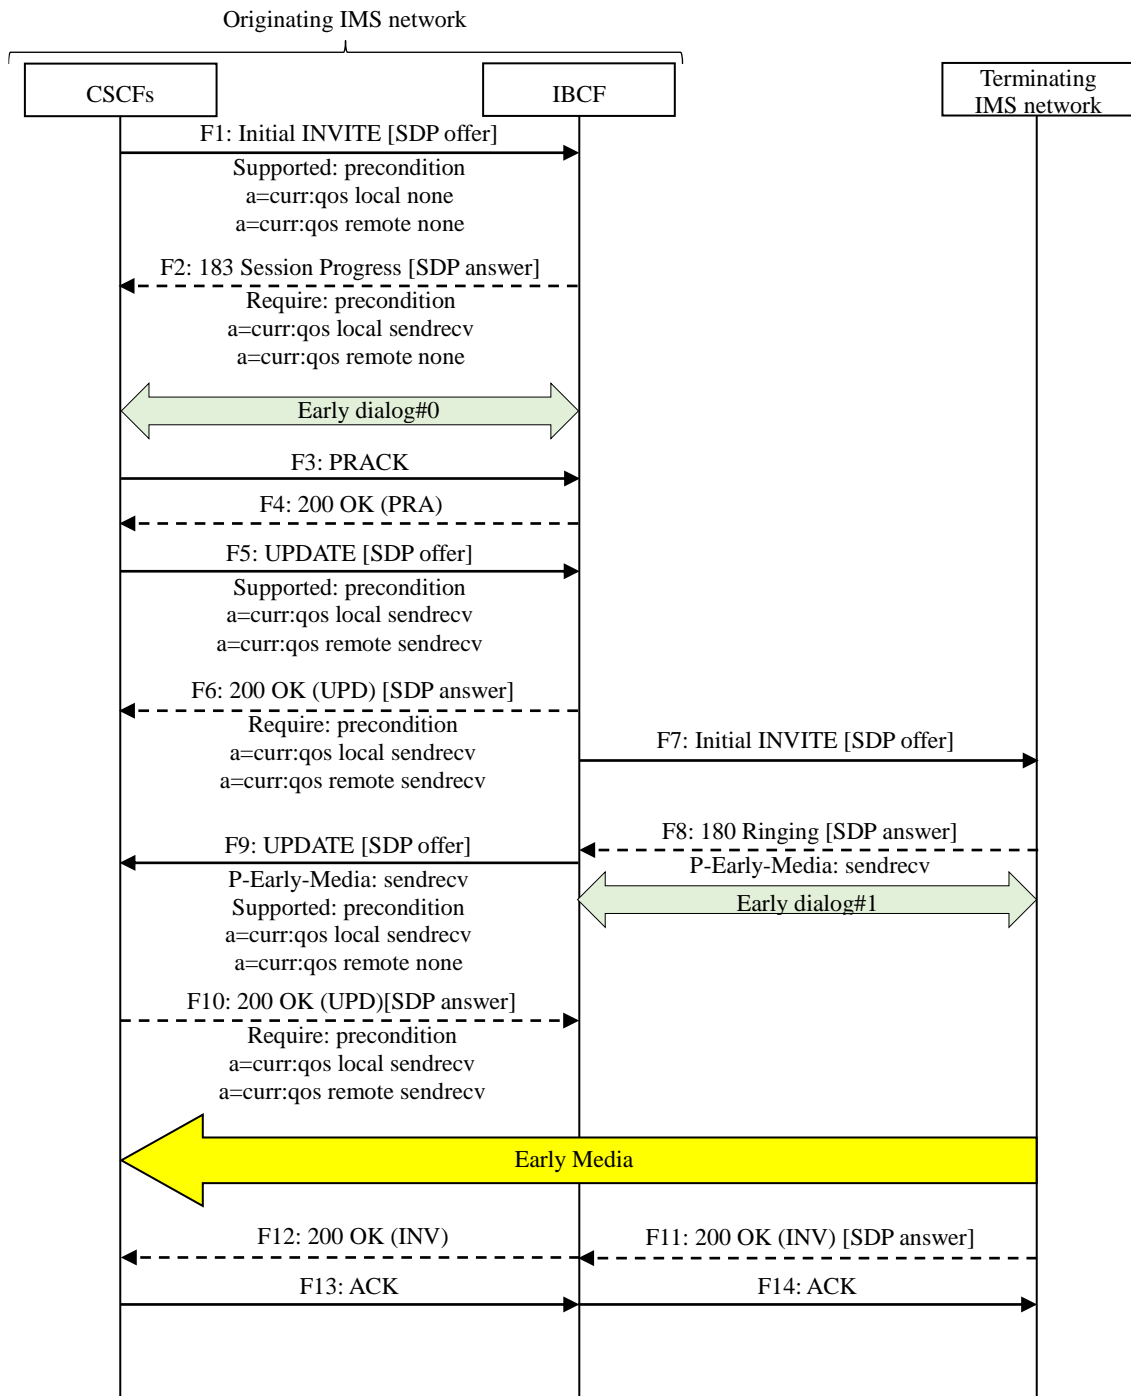 Originating IMS network
CSCFs
IBCF
Terminating
IMS network
F1: Initial INVITE [SDP offer]
Supported: precondition
a=curr:qos local none
a=curr:qos remote none
F2: 183 Session Progress [SDP answer]
Require: precondition
a=curr:qos local sendrecv
a=curr:qos remote none
Early dialog#0
F3: PRACK
F4: 200 OK (PRA)
F5: UPDATE [SDP offer]
Supported: precondition
a=curr:qos local sendrecv
a=curr:qos remote sendrecv
F6: 200 OK (UPD) [SDP answer]
Require: precondition
a=curr:qos local sendrecv
a=curr:qos remote sendrecv
F7: Initial INVITE [SDP offer]
F8: 180 Ringing [SDP answer]
P-Early-Media: sendrecv
Early dialog#1
F9: UPDATE [SDP offer]
P-Early-Media: sendrecv
Supported: precondition
a=curr:qos local sendrecv
a=curr:qos remote none
F10: 200 OK (UPD)[SDP answer]
Require: precondition
a=curr:qos local sendrecv
a=curr:qos remote sendrecv
Early Media
F12: 200 OK (INV)
F11: 200 OK (INV) [SDP answer]
F13: ACK
F14: ACK